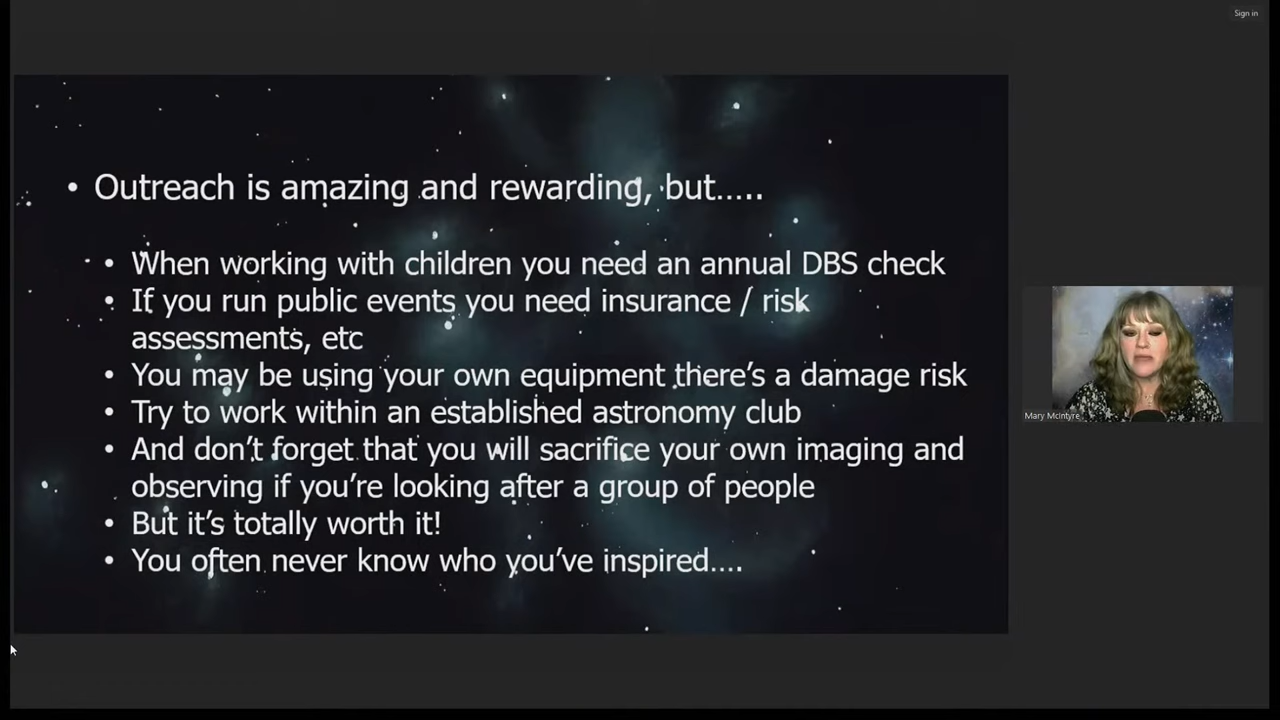 Sign in
• Outreach is amazing and rewarding, but…..
• When working with children you need an annual DBS check
• If you run public events you need insurance / risk
assessments, etc
• You may be using your own equipment there’s a damage risk
• Try to work within an established astronomy club
• And don’t forget that you will sacrifice your own imaging and
observing if you’re looking after a group of people
• But it’s totally worth it!
• You often never know who you’ve inspired….
Mary McIntyre